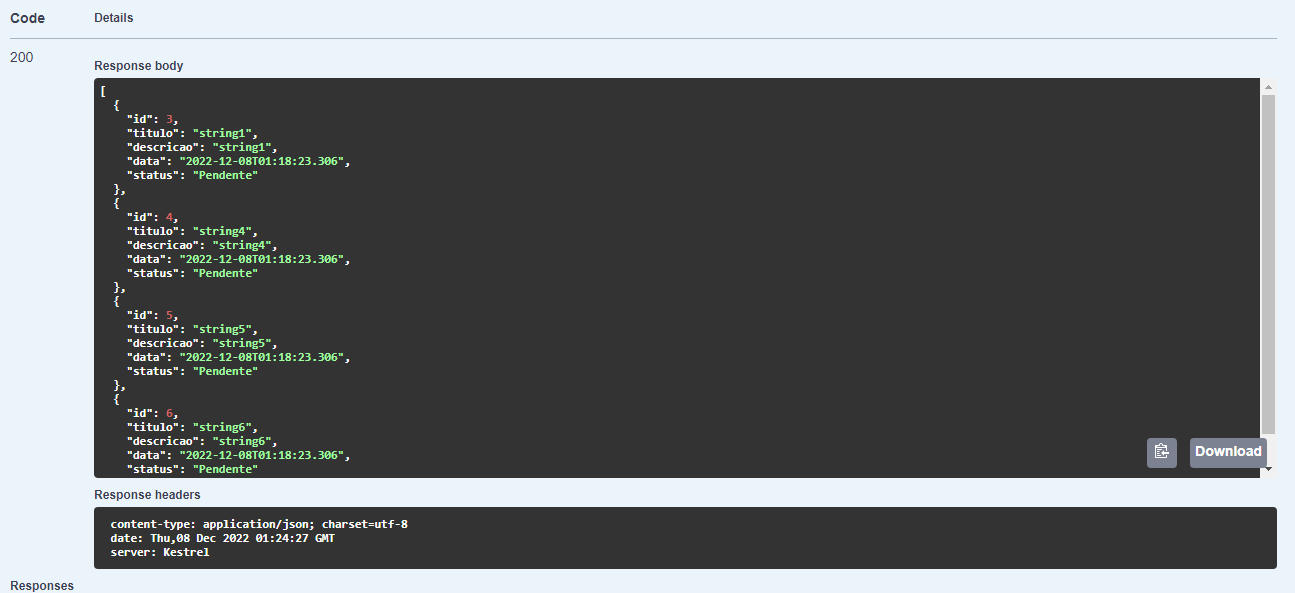 Code Details
200
Response body
[
  {
    "id": 3,
    "titulo": "string1",
    "descricao": "string1",
    "data": "2022-12-08T01:18:23.306",
    "status": "Pendente"
  },
  {
    "id": 4,
    "titulo": "string4",
    "descricao": "string4",
    "data": "2022-12-08T01:18:23.306",
    "status": "Pendente"
  },
  {
    "id": 5,
    "titulo": "string5",
    "descricao": "string5",
    "data": "2022-12-08T01:18:23.306",
    "status": "Pendente"
  },
  {
    "id": 6,
    "titulo": "string6",
    "descricao": "string6",
    "data": "2022-12-08T01:18:23.306",
    "status": "Pendente"
Download
Response headers
content-type: application/json; charset=utf-8
date: Thu,08 Dec 2022 01:24:27 GMT
server: Kestrel
Responses